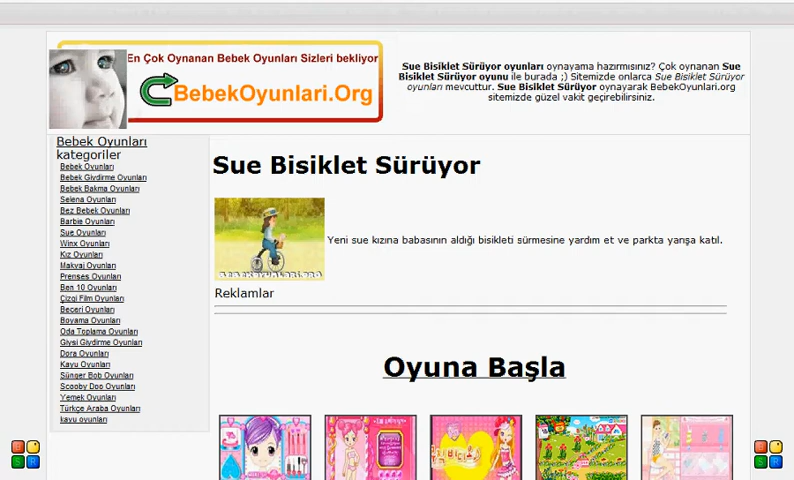 En Çok Oynanan Bebek Oyunları Sizleri bekliyor
BebekOyunlari.Org
Sue Bisiklet Sürüyor oyunları oynayama hazırmısınız? Çok oynanan Sue
Bisiklet Sürüyor oyunu ile burada ;) Sitemizde onlarca Sue Bisiklet Sürüyor
oyunları mevcuttur. Sue Bisiklet Sürüyor oynayarak BebekOyunlari.org
sitemizde güzel vakit geçirebilirsiniz.
Bebek Oyunları
kategoriler
Bebek Oyunları
Bebek Giydirme Oyunları
Bebek Bakma Oyunları
Selena Oyunları
Bez Bebek Oyunları
Barbie Oyunları
Sue Oyunları
Winx Oyunları
Kız Oyunları
Makyaj Oyunları
Prenses Oyunları
Ben 10 Oyunları
Çizgi Film Oyunları
Beceri Oyunları
Boyama Oyunları
Oda Toplama Oyunları
Giysi Giydirme Oyunları
Dora Oyunları
Kayu Oyunları
Sünger Bob Oyunları
Scooby Doo Oyunları
Yemek Oyunları
Türkçe Araba Oyunları
kayu oyunları
Sue Bisiklet Sürüyor
BEBEKOYUNLARI.PRO
Yeni sue kızına babasının aldığı bisikleti sürmesine yardım et ve parkta yarışa katıl.
Reklamlar
Oyuna Başla
B
S R
B
S R